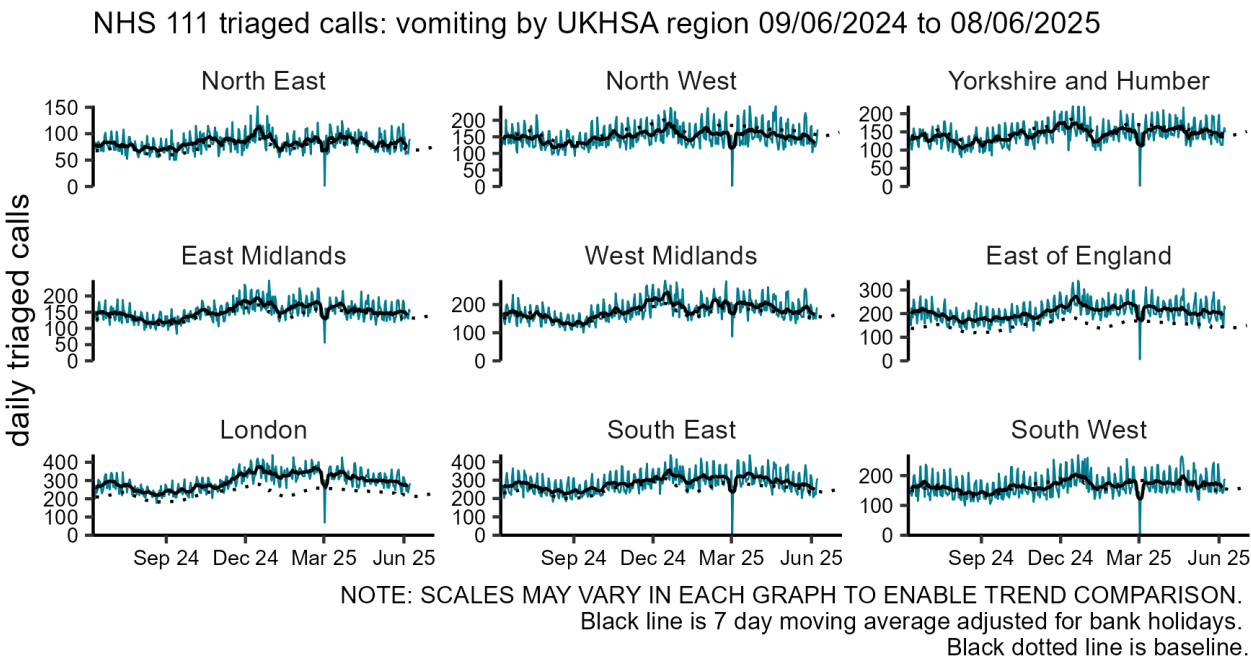 NHS 111 triaged calls: vomiting by UKHSA region 09/06/2024 to 08/06/2025
North East
North West
Yorkshire and Humber
150
100
50
0
200
150
100
50
0
200
150
100
50
0
daily triaged calls
East Midlands
West Midlands
East of England
200
150
100
50
0
200
100
0
300
200
100
0
London
South East
South West
400
300
200
100
0
400
300
200
100
0
200
100
0
Sep 24 Dec 24 Mar 25 Jun 25
Sep 24 Dec 24 Mar 25 Jun 25
Sep 24 Dec 24 Mar 25 Jun 25
NOTE: SCALES MAY VARY IN EACH GRAPH TO ENABLE TREND COMPARISON.
Black line is 7 day moving average adjusted for bank holidays.
Black dotted line is baseline.